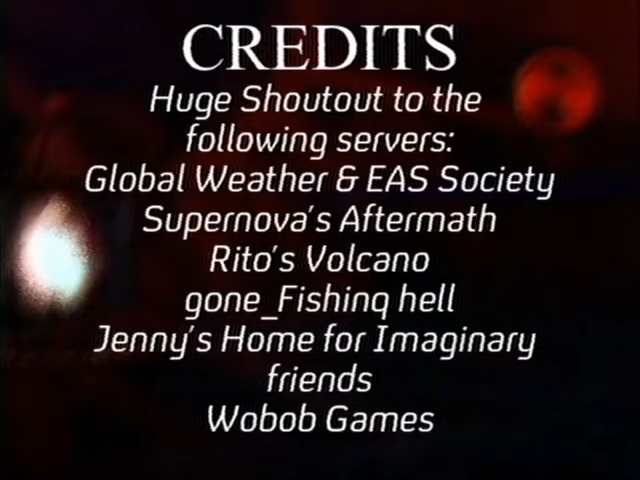 CREDITS
Huge Shoutout to the
following servers:
Global Weather & EAS Society
Supernova's Aftermath
Rito's Volcano
gone_Fishing hell
Jenny's Home for Imaginary
friends
Wobob Games